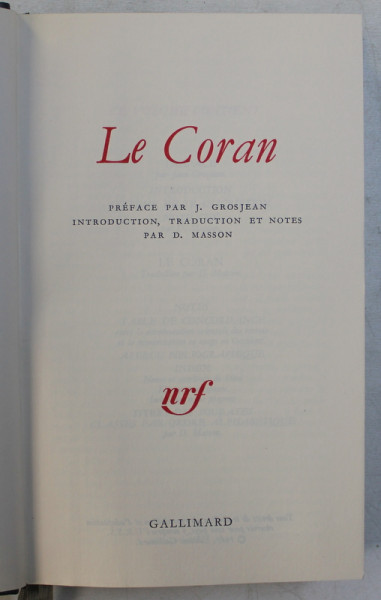 Le Coran
PRÉFACE PAR J. GROSJEAN
INTRODUCTION, TRADUCTION ET NOTES
PAR D. MASSON
nrf
GALLIMARD